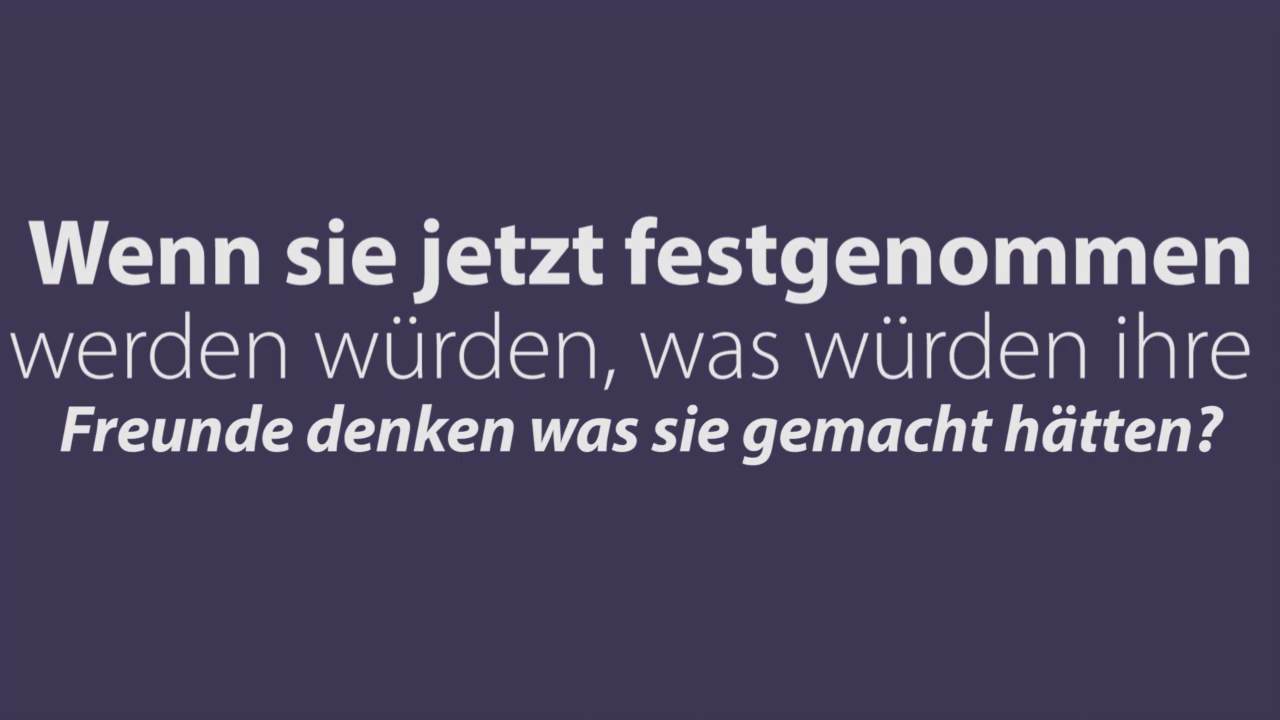 Wenn sie jetzt festgenommen
werden würden, was würden ihre
Freunde denken was sie gemacht hätten?